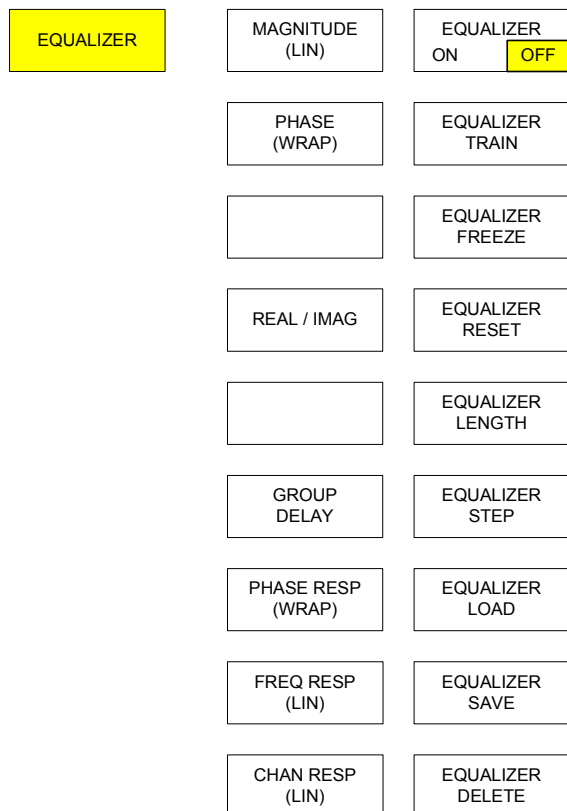 EQUALIZER
MAGNITUDE
(LIN)
PHASE
(WRAP)
REAL / IMAG
GROUP
DELAY
PHASE RESP
(WRAP)
FREQ RESP
(LIN)
CHAN RESP
(LIN)
EQUALIZER
ON OFF
EQUALIZER
TRAIN
EQUALIZER
FREEZE
EQUALIZER
RESET
EQUALIZER
LENGTH
EQUALIZER
STEP
EQUALIZER
LOAD
EQUALIZER
SAVE
EQUALIZER
DELETE